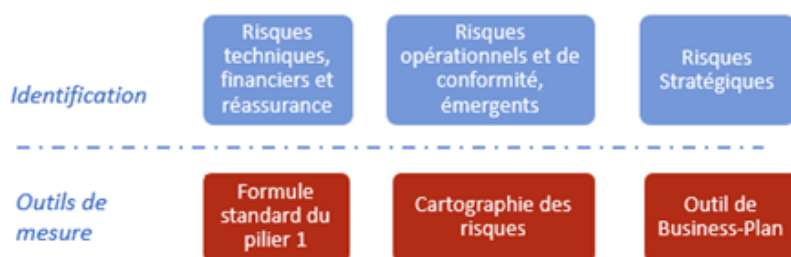 Identification
Risques
techniques,
financiers et
réassurance
Risques
opérationnels et de
conformité,
émergents
Risques
Stratégiques
Outils de
mesure
Formule
standard du
pilier 1
Cartographie des
risques
Outil de
Business-Plan